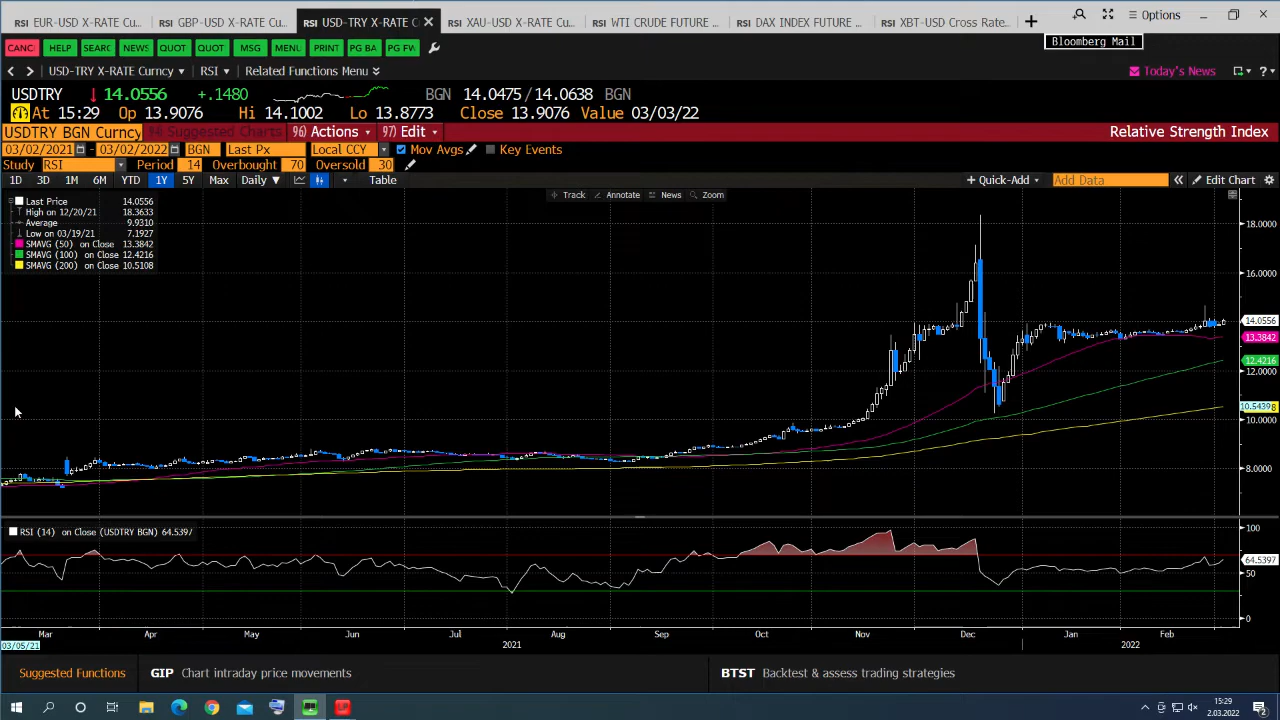 RSI EUR-USD X-RATE Cu... RSI GBP-USD X-RATE Cu... RSI USD-TRY X-RATE C RSI XAU-USD X-RATE Cu... RSI WTI CRUDE FUTURE ... RSI DAX INDEX FUTURE ... RSI XBT-USD Cross Rate... Options
CANC HELP SEARC NEWS QUOT QUOT MSG MENU PRINT PG BA PG FW Bloomberg Mail
USD-TRY X-RATE Curncy RSI Related Functions Menu Today's News ?
USDTRY 14.0556 +.1480 BGN 14.0475/14.0638 BGN
At 15:29 Op 13.9076 Hi 14.1002 Lo 13.8773 Close 13.9076 Value 03/03/22
USDTRY BGN Curncy 94) Suggested Charts 96) Actions 97) Edit Relative Strength Index
03/02/2021 - 03/02/2022 BGN Last Px Local CCY Mov Avgs Key Events
Study RSI Period 14 Overbought 70 Oversold 30
1D 3D 1M 6M YTD 1Y 5Y Max Daily Table + Quick-Add Add Data Edit Chart
Track Annotate News Zoom
Last Price 14.0556
High on 12/20/21 18.3633
Average 9.9310
Low on 03/19/21 7.1927
SMAVG (50) on Close 13.3842
SMAVG (100) on Close 12.4216
SMAVG (200) on Close 10.5108
18.0000
16.0000
14.0556
13.3842
12.4216
12.0000
10.5439
10.0000
8.0000
RSI (14) on Close (USDTRY BGN) 64.5397
100
64.5397
50
0
Mar Apr May Jun Jul Aug Sep Oct Nov Dec Jan Feb
03/05/21 2021 2022
Suggested Functions GIP Chart intraday price movements BTST Backtest & assess trading strategies
15:29
2.03.2022
2